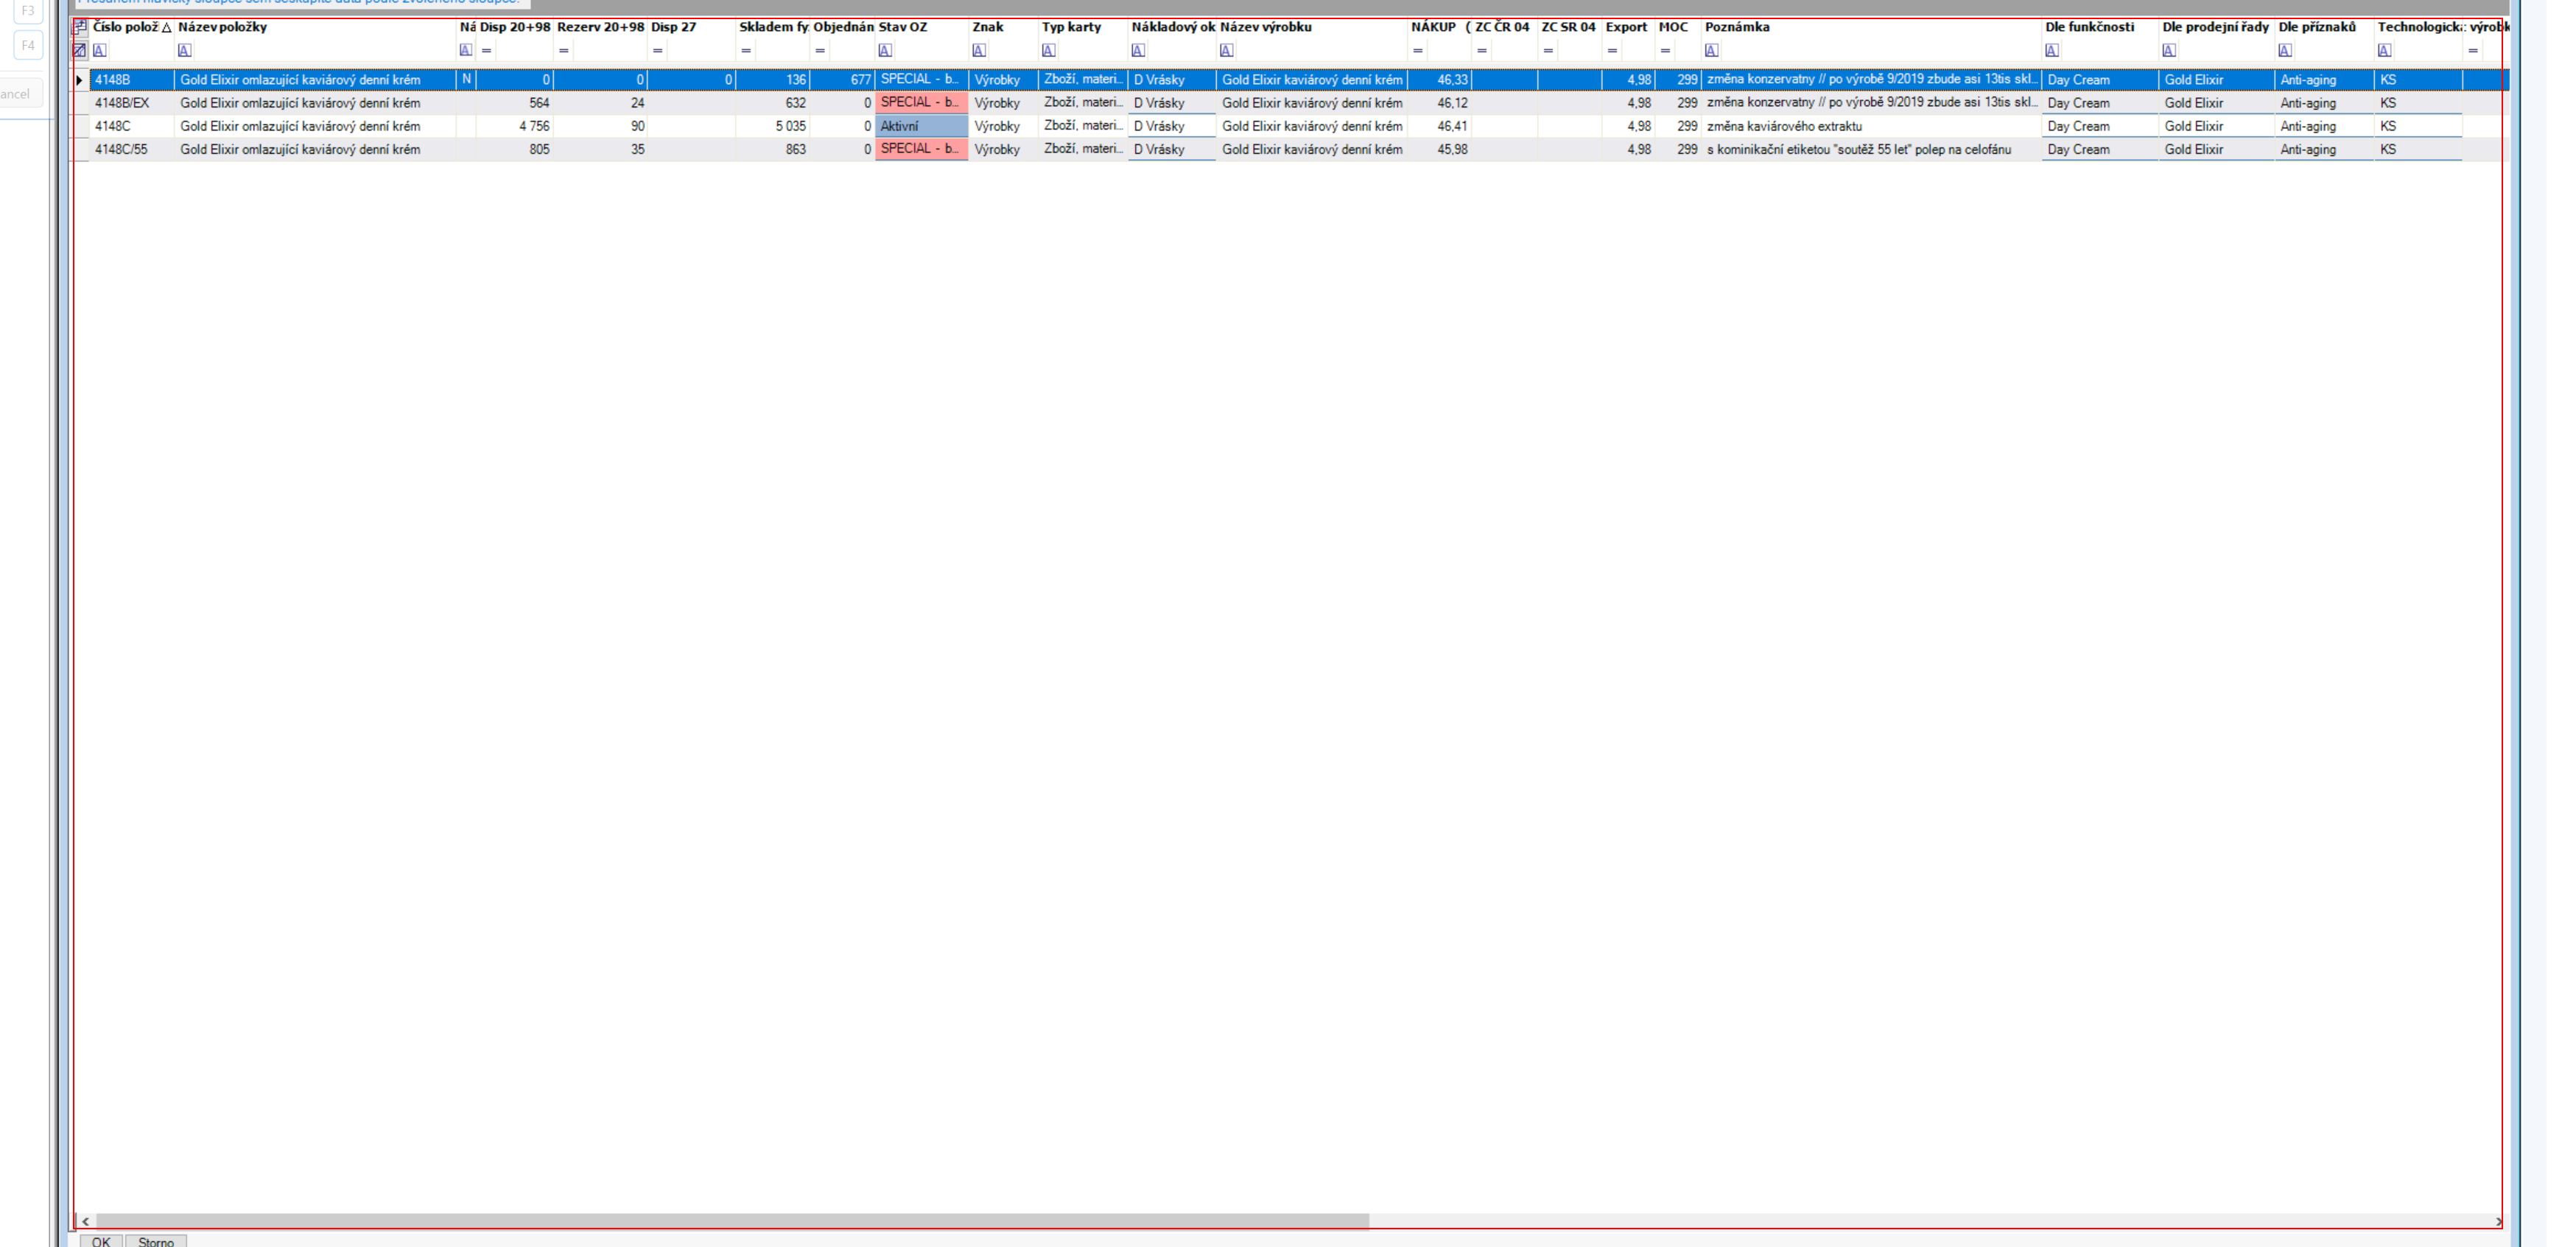 F3
F4
ancel
Přesunem hlavičky sloupce sem seskupíte data podle zvoleného sloupce.
Číslo polož Název položky Ná Disp 20+98 Rezerv 20+98 Disp 27 Skladem fy. Objednán Stav OZ Znak Typ karty Nákladový ok Název výrobku NÁKUP ( ZC ČR 04 ZC SR 04 Export MOC Poznámka Dle funkčnosti Dle prodejní řady Dle příznaků Technologick: výrobk
A A A = = = = = A A A A A = = = = = A A A A A =
4148B Gold Elixir omlazující kaviárový denní krém N 0 0 0 136 677 SPECIAL - b... Výrobky Zboží, materi... D Vrásky Gold Elixir kaviárový denní krém 46,33 4,98 299 změna konzervatny // po výrobě 9/2019 zbude asi 13tis skl... Day Cream Gold Elixir Anti-aging KS
4148B/EX Gold Elixir omlazující kaviárový denní krém 564 24 632 0 SPECIAL - b... Výrobky Zboží, materi... D Vrásky Gold Elixir kaviárový denní krém 46,12 4,98 299 změna konzervatny // po výrobě 9/2019 zbude asi 13tis skl... Day Cream Gold Elixir Anti-aging KS
4148C Gold Elixir omlazující kaviárový denní krém 4 756 90 5 035 0 Aktivní Výrobky Zboží, materi... D Vrásky Gold Elixir kaviárový denní krém 46,41 4,98 299 změna kaviárového extraktu Day Cream Gold Elixir Anti-aging KS
4148C/55 Gold Elixir omlazující kaviárový denní krém 805 35 863 0 SPECIAL - b... Výrobky Zboží, materi... D Vrásky Gold Elixir kaviárový denní krém 45,98 4,98 299 s kominikační etiketou "soutěž 55 let" polep na celofánu Day Cream Gold Elixir Anti-aging KS
OK Storno